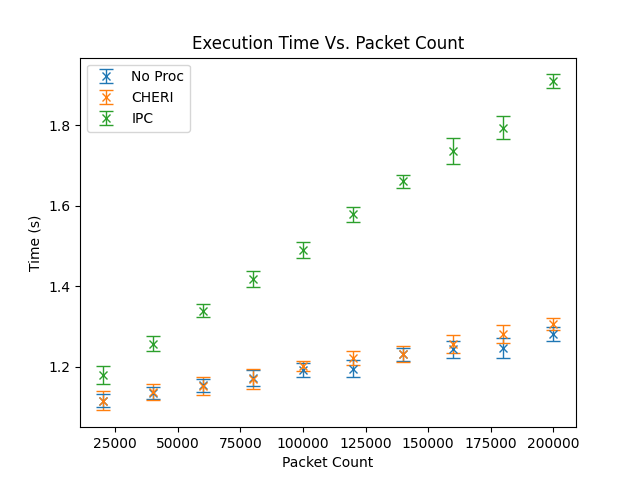 Execution Time Vs. Packet Count
No Proc
CHERI
IPC
1.8
1.6
1.4
1.2
Time (s)
25000 50000 75000 100000 125000 150000 175000 200000
Packet Count